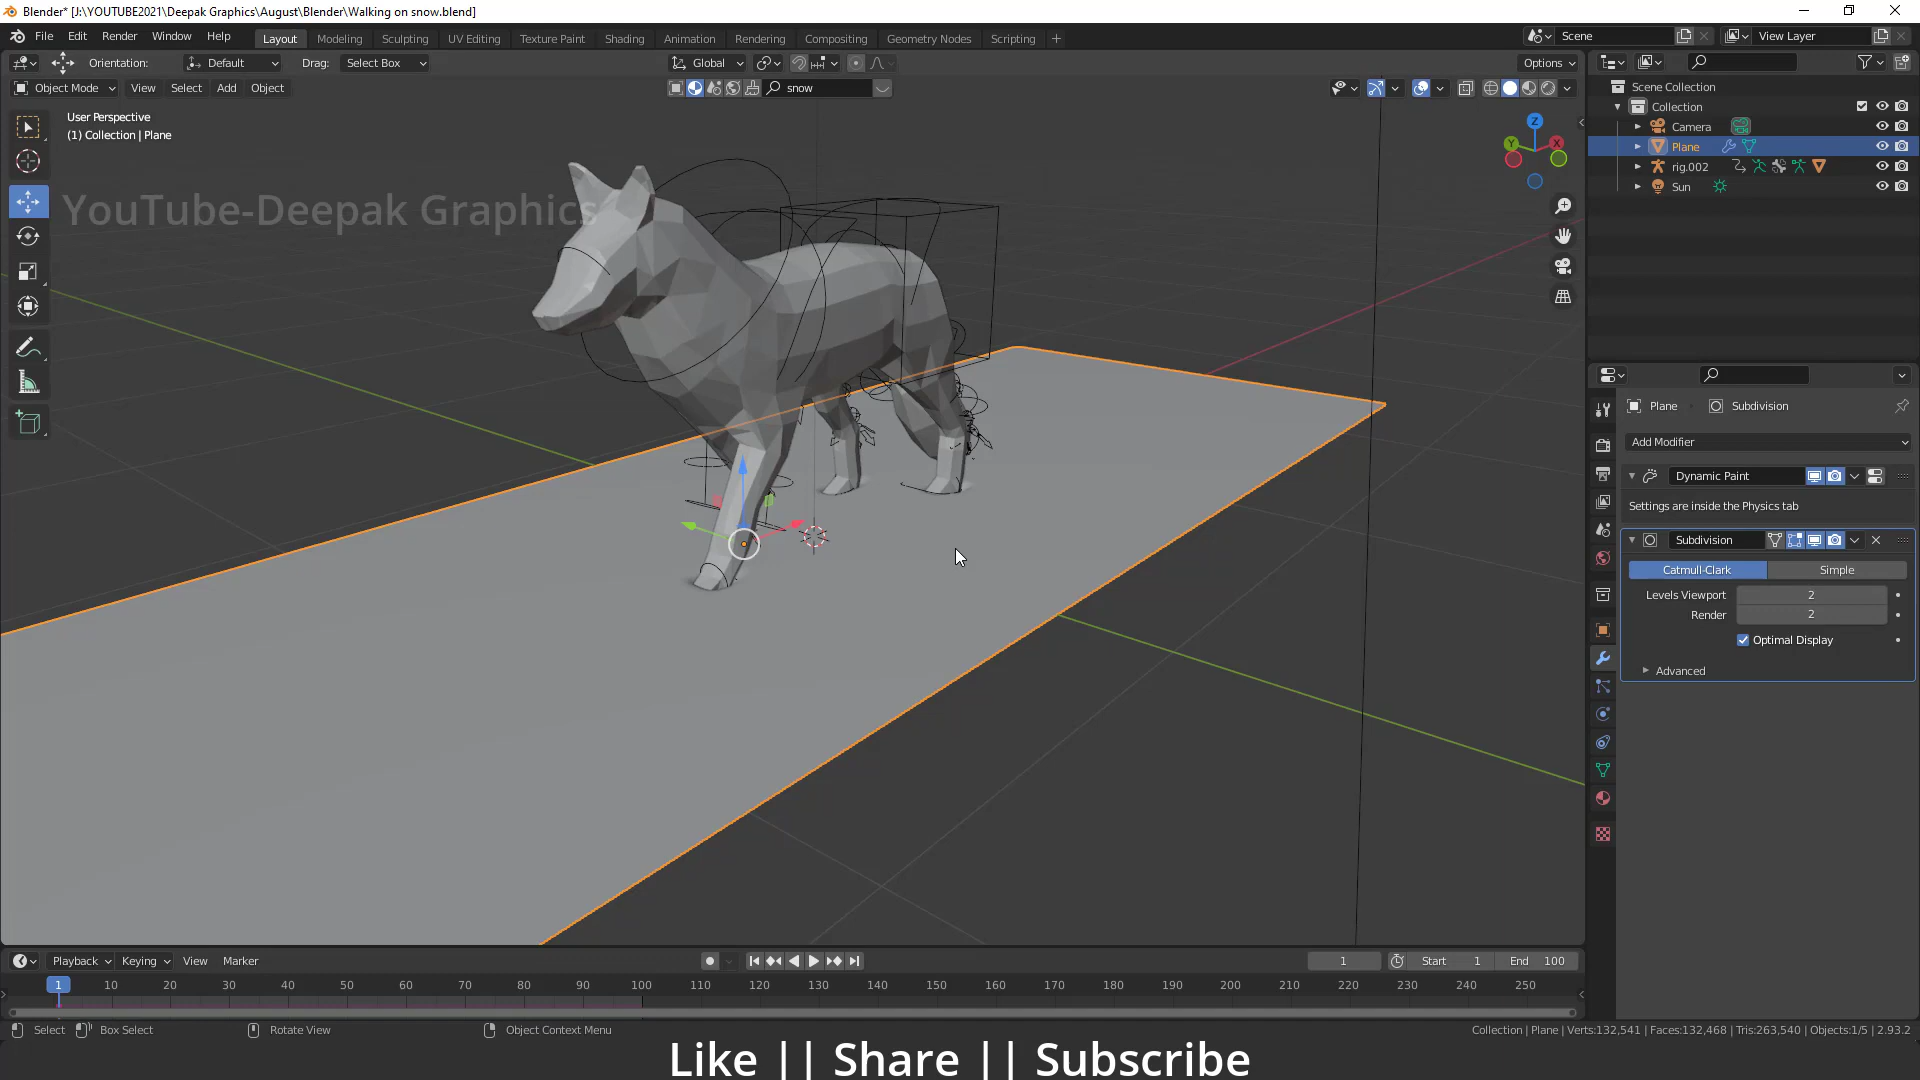 Blender* [J:\YOUTUBE2021\Deepak Graphics\August\Blender\Walking on snow.blend]
File Edit Render Window Help Layout Modeling Sculpting UV Editing Texture Paint Shading Animation Rendering Compositing Geometry Nodes Scripting + Scene View Layer
Orientation: Default Drag: Select Box Global Options
Object Mode View Select Add Object snow
Scene Collection
Collection
Camera
Plane
rig.002
Sun
User Perspective
(1) Collection | Plane
Z
Y
X
YouTube-Deepak Graphics
Plane Subdivision
Add Modifier
Dynamic Paint
Settings are inside the Physics tab
Subdivision
Catmull-Clark Simple
Levels Viewport 2
Render 2
Optimal Display
Advanced
Playback Keying View Marker 1 Start 1 End 100
1 10 20 30 40 50 60 70 80 90 100 110 120 130 140 150 160 170 180 190 200 210 220 230 240 250
Select Box Select Rotate View Object Context Menu Collection | Plane | Verts:132,541 | Faces:132,468 | Tris:263,540 | Objects:1/5 | 2.93.2
Like || Share || Subscribe